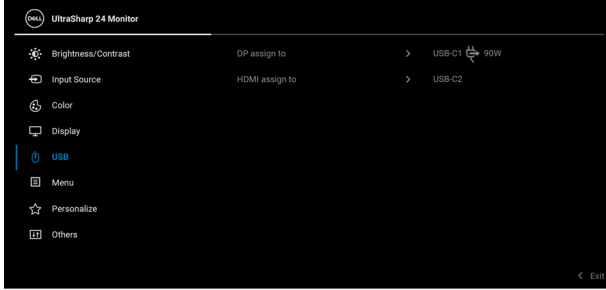 DELL UltraSharp 24 Monitor
Brightness/Contrast DP assign to > USB-C1 90W
Input Source HDMI assign to > USB-C2
Color
Display
USB
Menu
Personalize
Others
< Exit